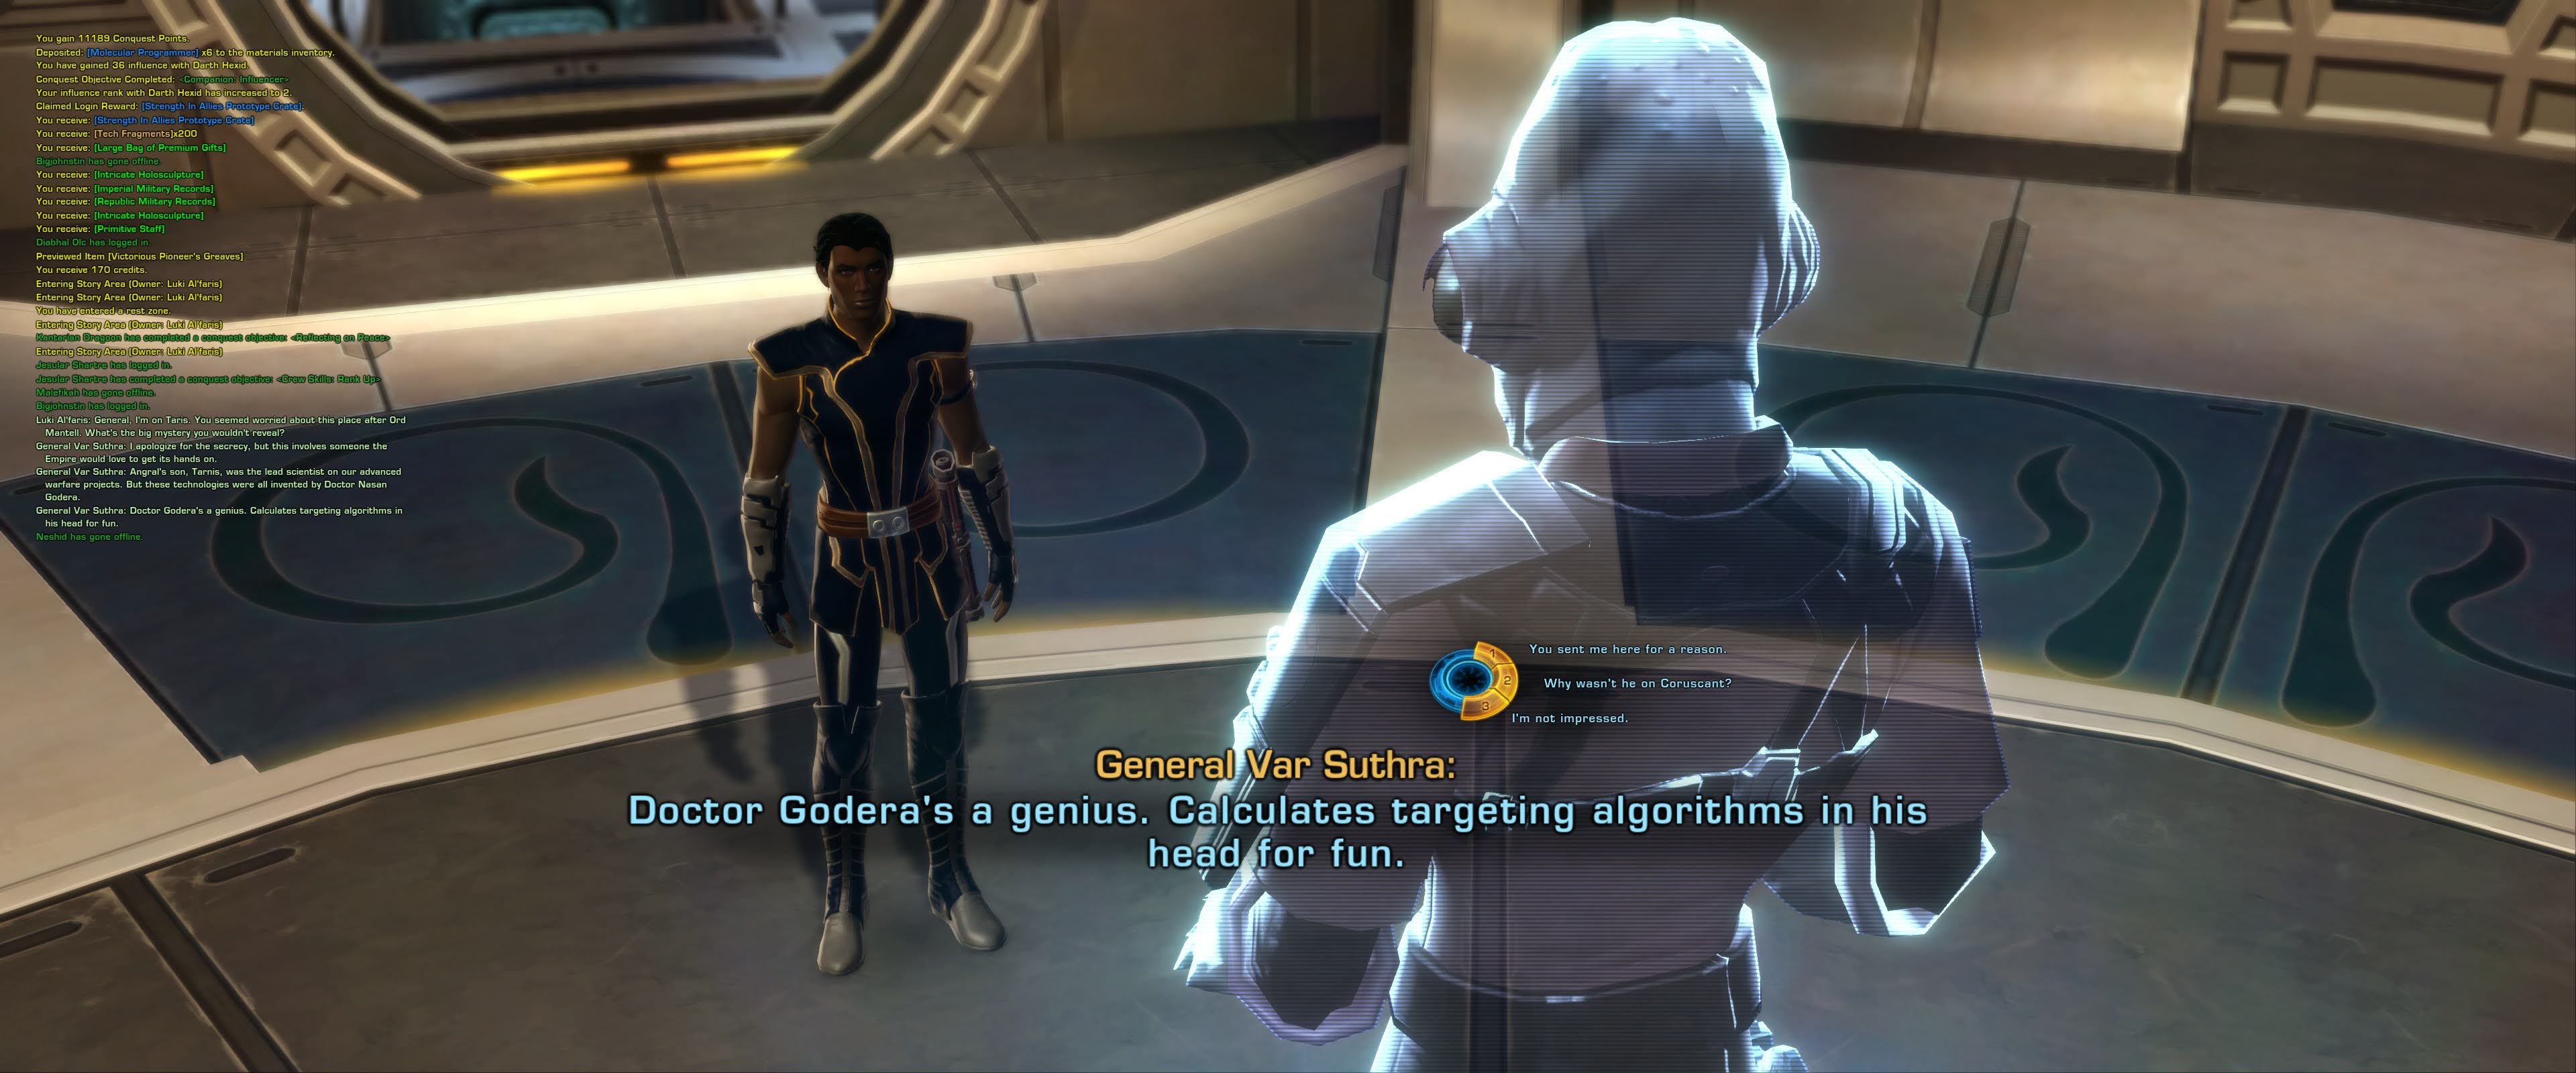 You gain 11189 Conquest Points.
Deposited: [Molecular Programmer] x6 to the materials inventory.
You have gained 36 influence with Darth Hexid.
Conquest Objective Completed: <Companion: Influencer>
Your influence rank with Darth Hexid has increased to 2.
Claimed Login Reward: [Strength In Allies Prototype Crate].
You receive: [Strength In Allies Prototype Crate]
You receive: [Tech Fragments]x200
You receive: [Large Bag of Premium Gifts]
Bigjohnstin has gone offline.
You receive: [Intricate Holosculpture]
You receive: [Imperial Military Records]
You receive: [Republic Military Records]
You receive: [Intricate Holosculpture]
You receive: [Primitive Staff]
Diabhal Olc has logged in.
Previewed Item [Victorious Pioneer's Greaves]
You receive 170 credits.
Entering Story Area (Owner: Luki Al'faris)
Entering Story Area (Owner: Luki Al'faris)
You have entered a rest zone.
Entering Story Area (Owner: Luki Al'faris)
Kantarian Dragoon has completed a conquest objective: <Reflecting on Peace>
Entering Story Area (Owner: Luki Al'faris)
Jesular Shartre has logged in.
Jesular Shartre has completed a conquest objective: <Crew Skills: Rank Up>
Malefikah has gone offline.
Bigjohnstin has logged in.
Luki Al'faris: General, I'm on Taris. You seemed worried about this place after Ord
Mantell. What's the big mystery you wouldn't reveal?
General Var Suthra: I apologize for the secrecy, but this involves someone the
Empire would love to get its hands on.
General Var Suthra: Angral's son, Tarnis, was the lead scientist on our advanced
warfare projects. But these technologies were all invented by Doctor Nasan
Godera.
General Var Suthra: Doctor Godera's a genius. Calculates targeting algorithms in
his head for fun.
Neshid has gone offline.
1 You sent me here for a reason.
2 Why wasn't he on Coruscant?
3 I'm not impressed.
General Var Suthra:
Doctor Godera's a genius. Calculates targeting algorithms in his
head for fun.